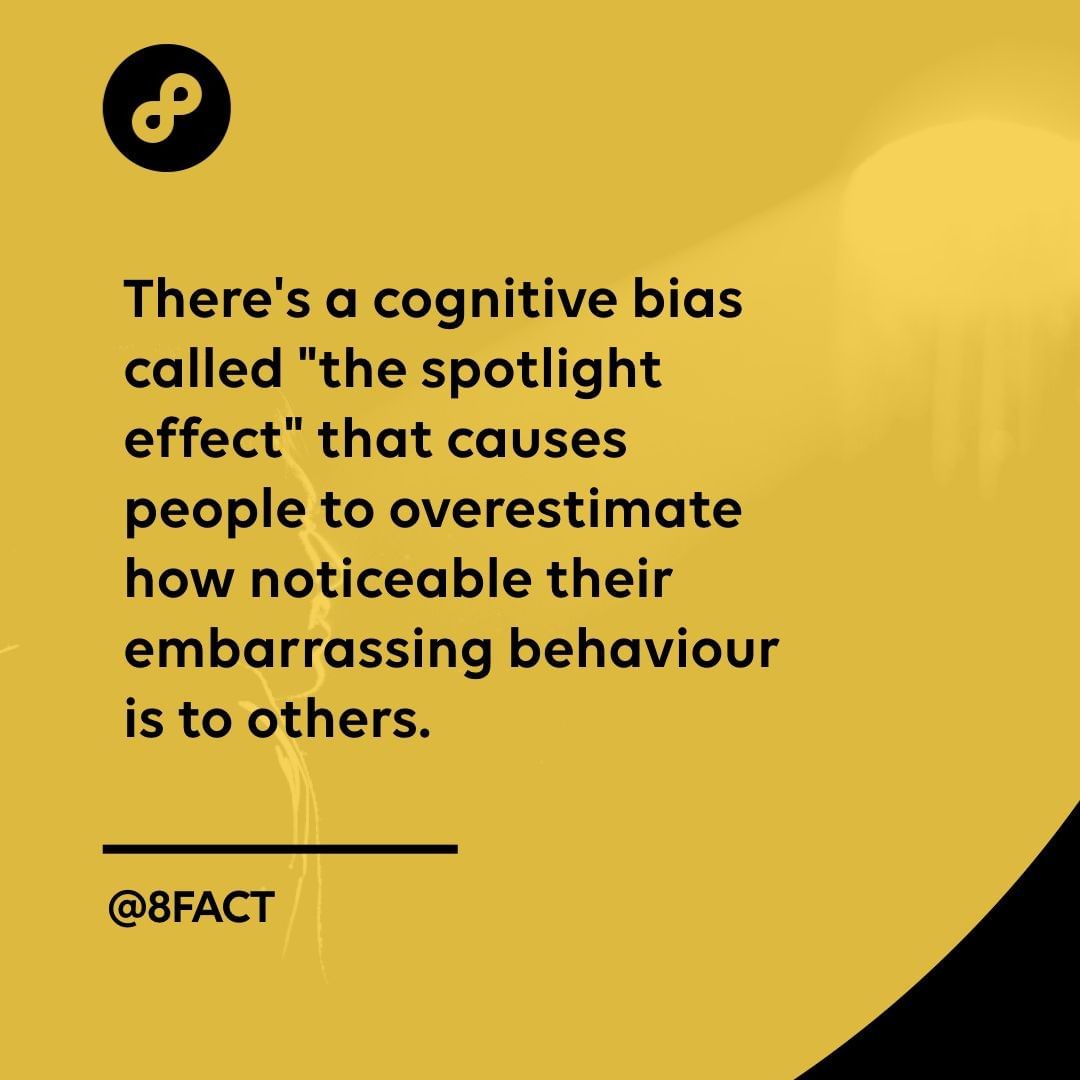 There's a cognitive bias
called "the spotlight
effect" that causes
people to overestimate
how noticeable their
embarrassing behaviour
is to others.
@8FACT